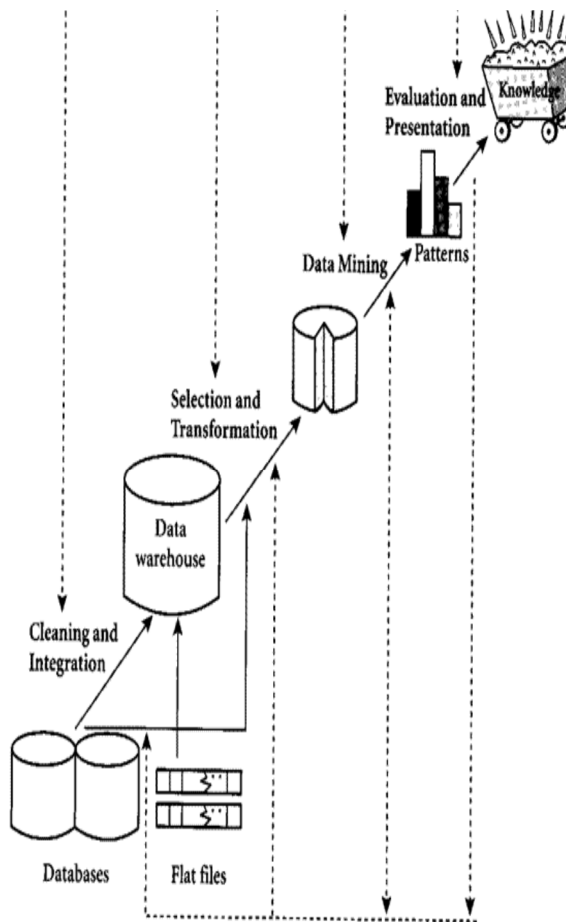 Evaluation and
Presentation
Knowledge
Patterns
Data Mining
Selection and
Transformation
Data
warehouse
Cleaning and
Integration
Databases
Flat files